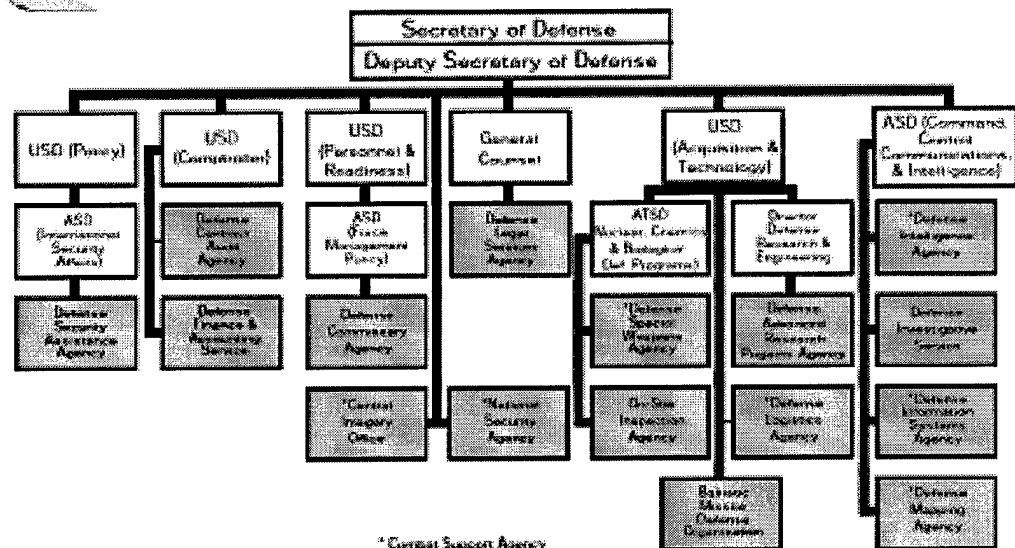 Secretary of Defense
Deputy Secretary of Defense
USD (Policy)
USD
(Comptroller)
USD
(Personnel &
Readiness)
General
Counsel
USD
(Acquisition &
Technology)
ASD (Command,
Control
Communications,
& Intelligence)
ASD
(International
Security
Affairs)
Defense
Contract
Audit
Agency
ASD
(Force
Management
Policy)
Defense
Legal
Services
Agency
ATSD
Nuclear, Chemical
& Biological
Def. Programs)
Director
Defense
Research &
Engineering
*Defense
Intelligence
Agency
Defense
Security
Assistance
Agency
Defense
Finance &
Accounting
Service
Defense
Commissary
Agency
*Defense
Special
Weapons
Agency
Defense
Advanced
Research
Projects Agency
Defense
Investigative
Service
*Central
Imagery
Office
*National
Security
Agency
On-Site
Inspection
Agency
*Defense
Logistics
Agency
*Defense
Information
Systems
Agency
Ballistic
Missile
Defense
Organization
*Defense
Mapping
Agency
* Combat Support Agency